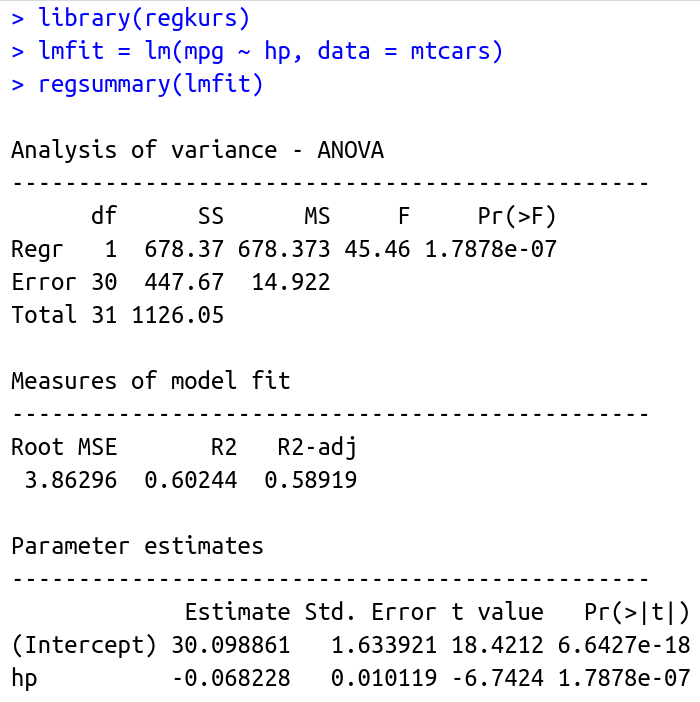 > library(regkurs)
> lmfit = lm(mpg ~ hp, data = mtcars)
> regsummary(lmfit)

Analysis of variance - ANOVA
------------------------------------------------
      df      SS      MS     F     Pr(>F)
Regr   1  678.37 678.373 45.46 1.7878e-07
Error 30  447.67  14.922
Total 31 1126.05

Measures of model fit
------------------------------------------------
Root MSE       R2   R2-adj
 3.86296  0.60244  0.58919

Parameter estimates
------------------------------------------------
             Estimate Std. Error t value   Pr(>|t|)
(Intercept) 30.098861   1.633921 18.4212 6.6427e-18
hp          -0.068228   0.010119 -6.7424 1.7878e-07